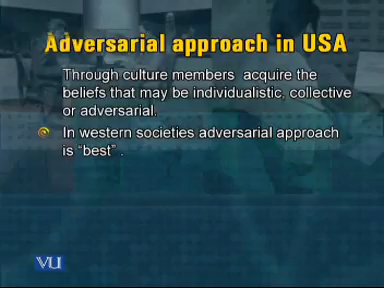 Adversarial approach in USA
Through culture members acquire the
beliefs that may be individualistic, collective
or adversarial.
In western societies adversarial approach
is “best” .
VU